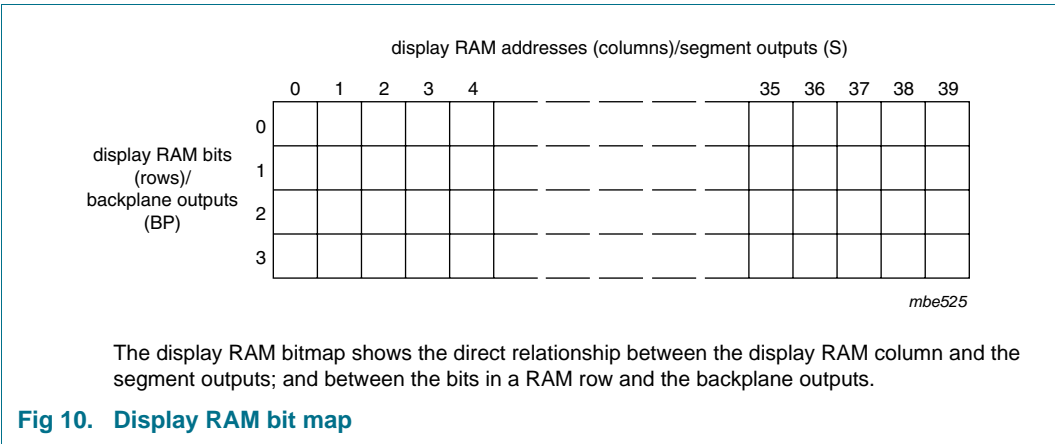 display RAM addresses (columns)/segment outputs (S)
0 1 2 3 4 35 36 37 38 39
0
display RAM bits
(rows)/
1
backplane outputs
2
(BP)
3
mbe525
The display RAM bitmap shows the direct relationship between the display RAM column and the
segment outputs; and between the bits in a RAM row and the backplane outputs.
Fig 10. Display RAM bit map